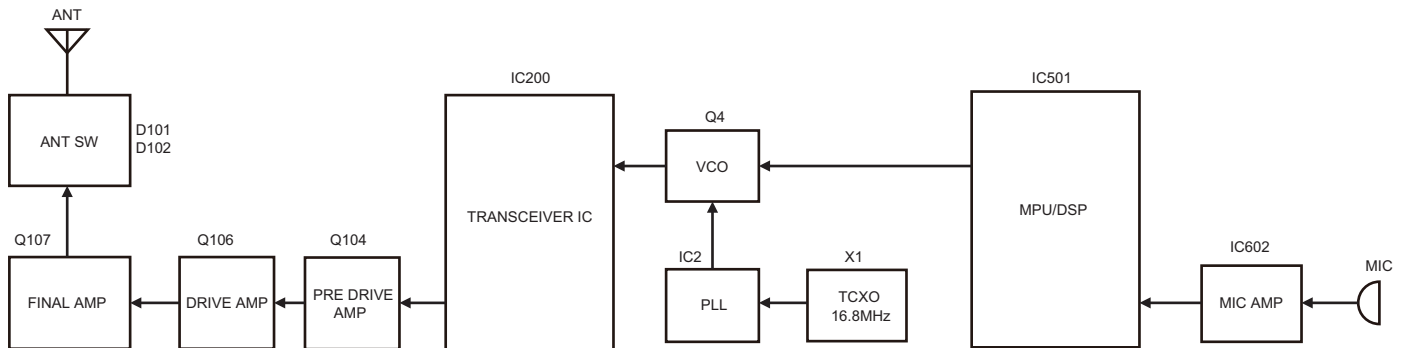 ANT
IC200
IC501
ANT SW
D101
D102
Q4
VCO
TRANSCEIVER IC
MPU/DSP
Q107
Q106
Q104
IC2
X1
IC602
MIC
FINAL AMP
DRIVE AMP
PRE DRIVE
AMP
PLL
TCXO
16.8MHz
MIC AMP